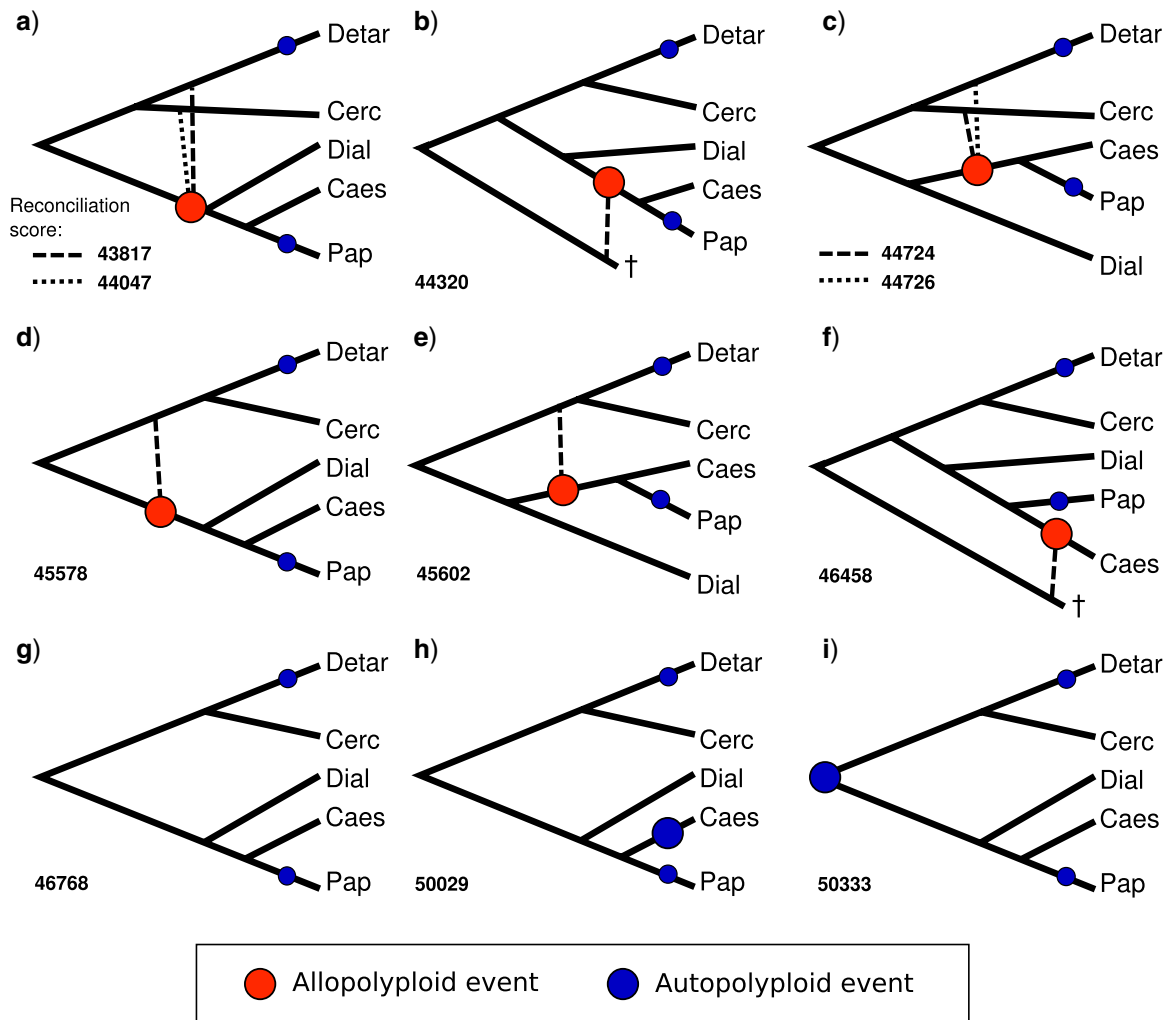 a)
Detar
Cerc
Dial
Caes
Pap
Reconciliation
score:
43817
44047
b)
Detar
Cerc
Dial
Caes
Pap
†
44320
c)
Detar
Cerc
Caes
Pap
Dial
44724
44726
d)
Detar
Cerc
Dial
Caes
Pap
45578
e)
Detar
Cerc
Caes
Pap
Dial
45602
f)
Detar
Cerc
Dial
Pap
Caes
†
46458
g)
Detar
Cerc
Dial
Caes
Pap
46768
h)
Detar
Cerc
Dial
Caes
Pap
50029
i)
Detar
Cerc
Dial
Caes
Pap
50333
Allopolyploid event
Autopolyploid event